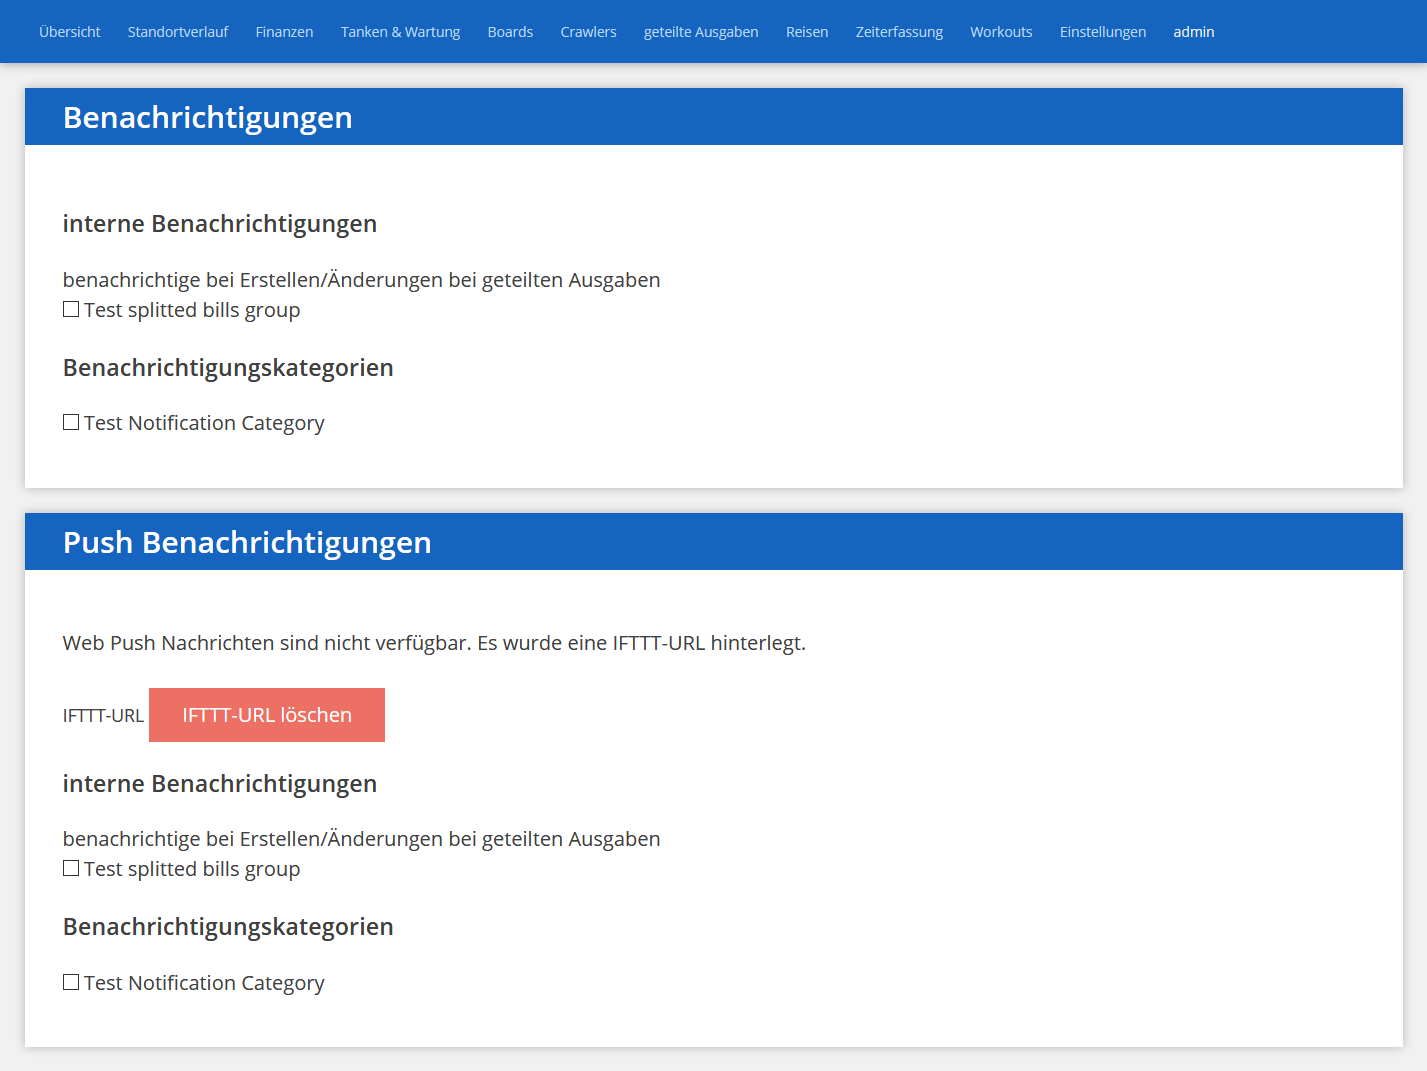 Übersicht Standortverlauf Finanzen Tanken & Wartung Boards Crawlers geteilte Ausgaben Reisen Zeiterfassung Workouts Einstellungen admin
Benachrichtigungen
interne Benachrichtigungen
benachrichtige bei Erstellen/Änderungen bei geteilten Ausgaben
Test splitted bills group
Benachrichtigungskategorien
Test Notification Category
Push Benachrichtigungen
Web Push Nachrichten sind nicht verfügbar. Es wurde eine IFTTT-URL hinterlegt.
IFTTT-URL IFTTT-URL löschen
interne Benachrichtigungen
benachrichtige bei Erstellen/Änderungen bei geteilten Ausgaben
Test splitted bills group
Benachrichtigungskategorien
Test Notification Category